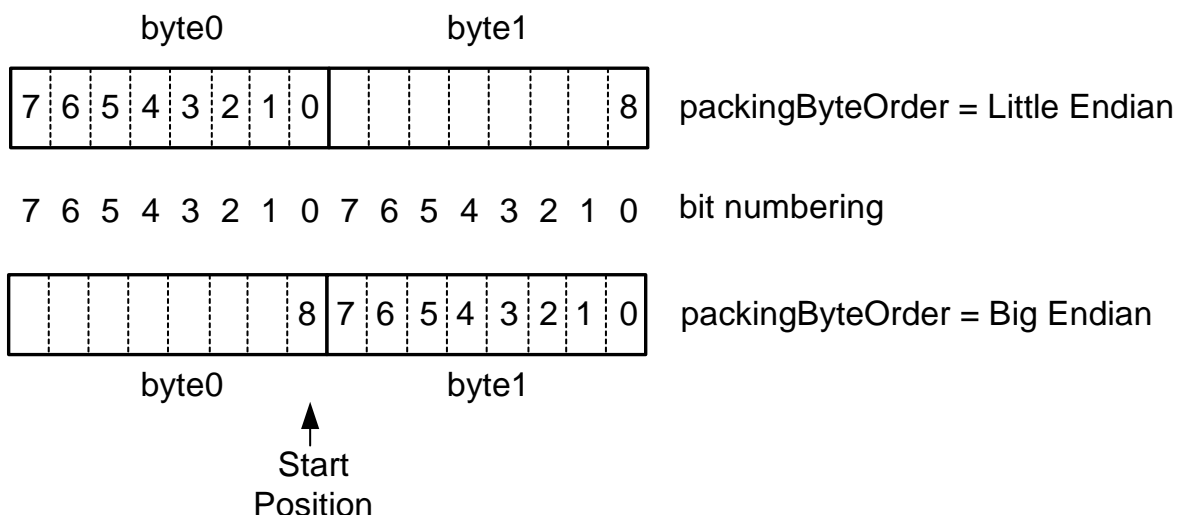 byte0 byte1
7 6 5 4 3 2 1 0 8 packingByteOrder = Little Endian
7 6 5 4 3 2 1 0 7 6 5 4 3 2 1 0 bit numbering
8 7 6 5 4 3 2 1 0 packingByteOrder = Big Endian
byte0 byte1
Start
Position